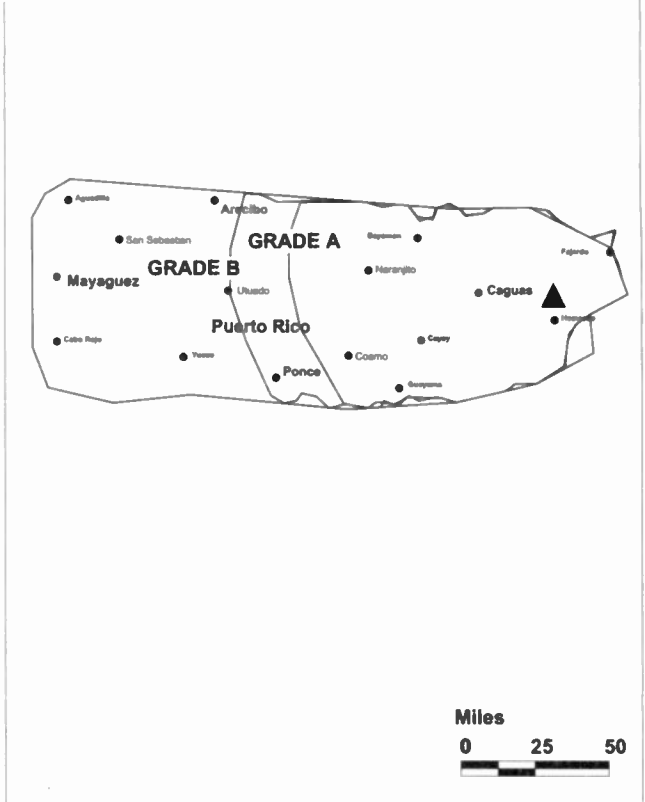 Aguadilla
Arecibo
GRADE A
Bayamon
San Sebastian
Fajardo
GRADE B
Naranjito
Mayaguez
Utuado
Caguas
Humacao
Puerto Rico
Cabo Rojo
Cayey
Yauco
Coamo
Ponce
Guayama
Miles
0 25 50